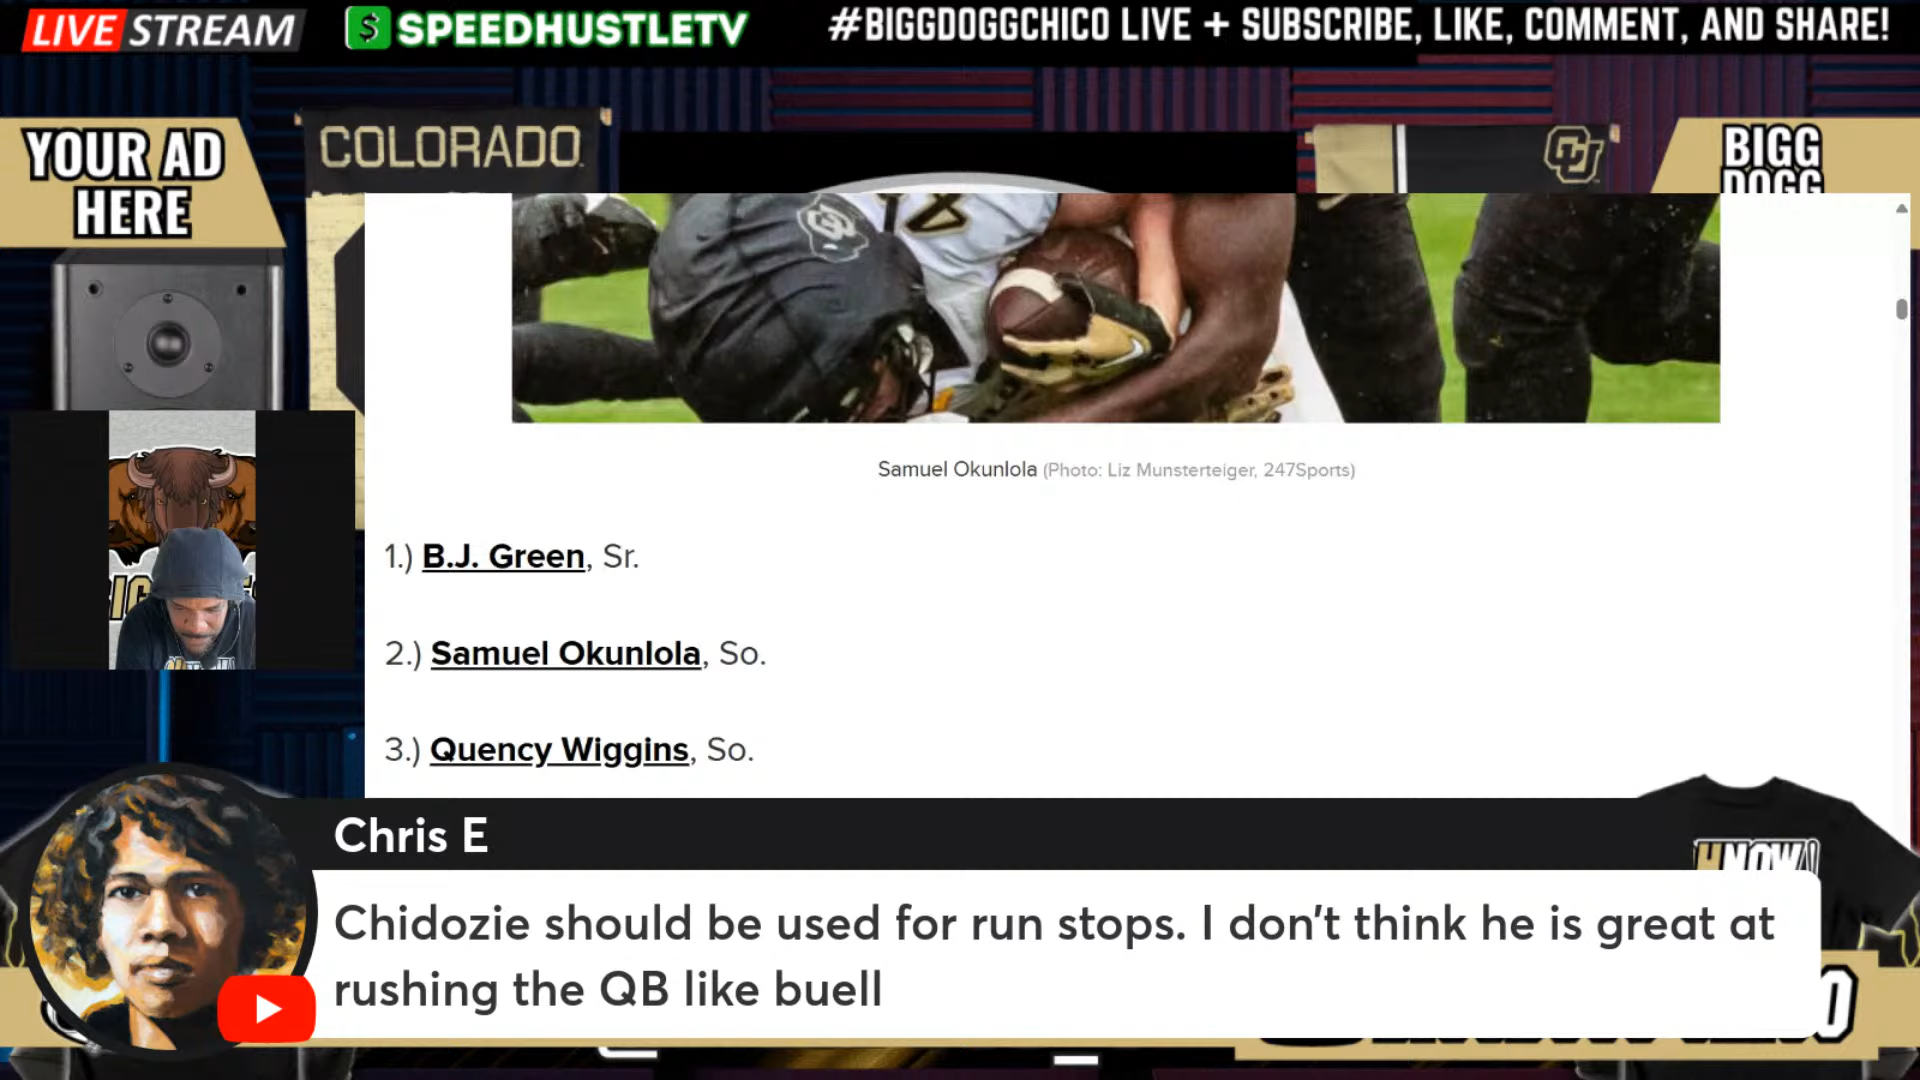 LIVE STREAM
$ SPEEDHUSTLETV
#BIGGDOGGCHICO LIVE + SUBSCRIBE, LIKE, COMMENT, AND SHARE!
YOUR AD
HERE
COLORADO
CU
BIGG
DOGG
Samuel Okunlola (Photo: Liz Munsterteiger, 247Sports)
1.) B.J. Green, Sr.
2.) Samuel Okunlola, So.
3.) Quency Wiggins, So.
Chris E
Chidozie should be used for run stops. I don't think he is great at
rushing the QB like buell